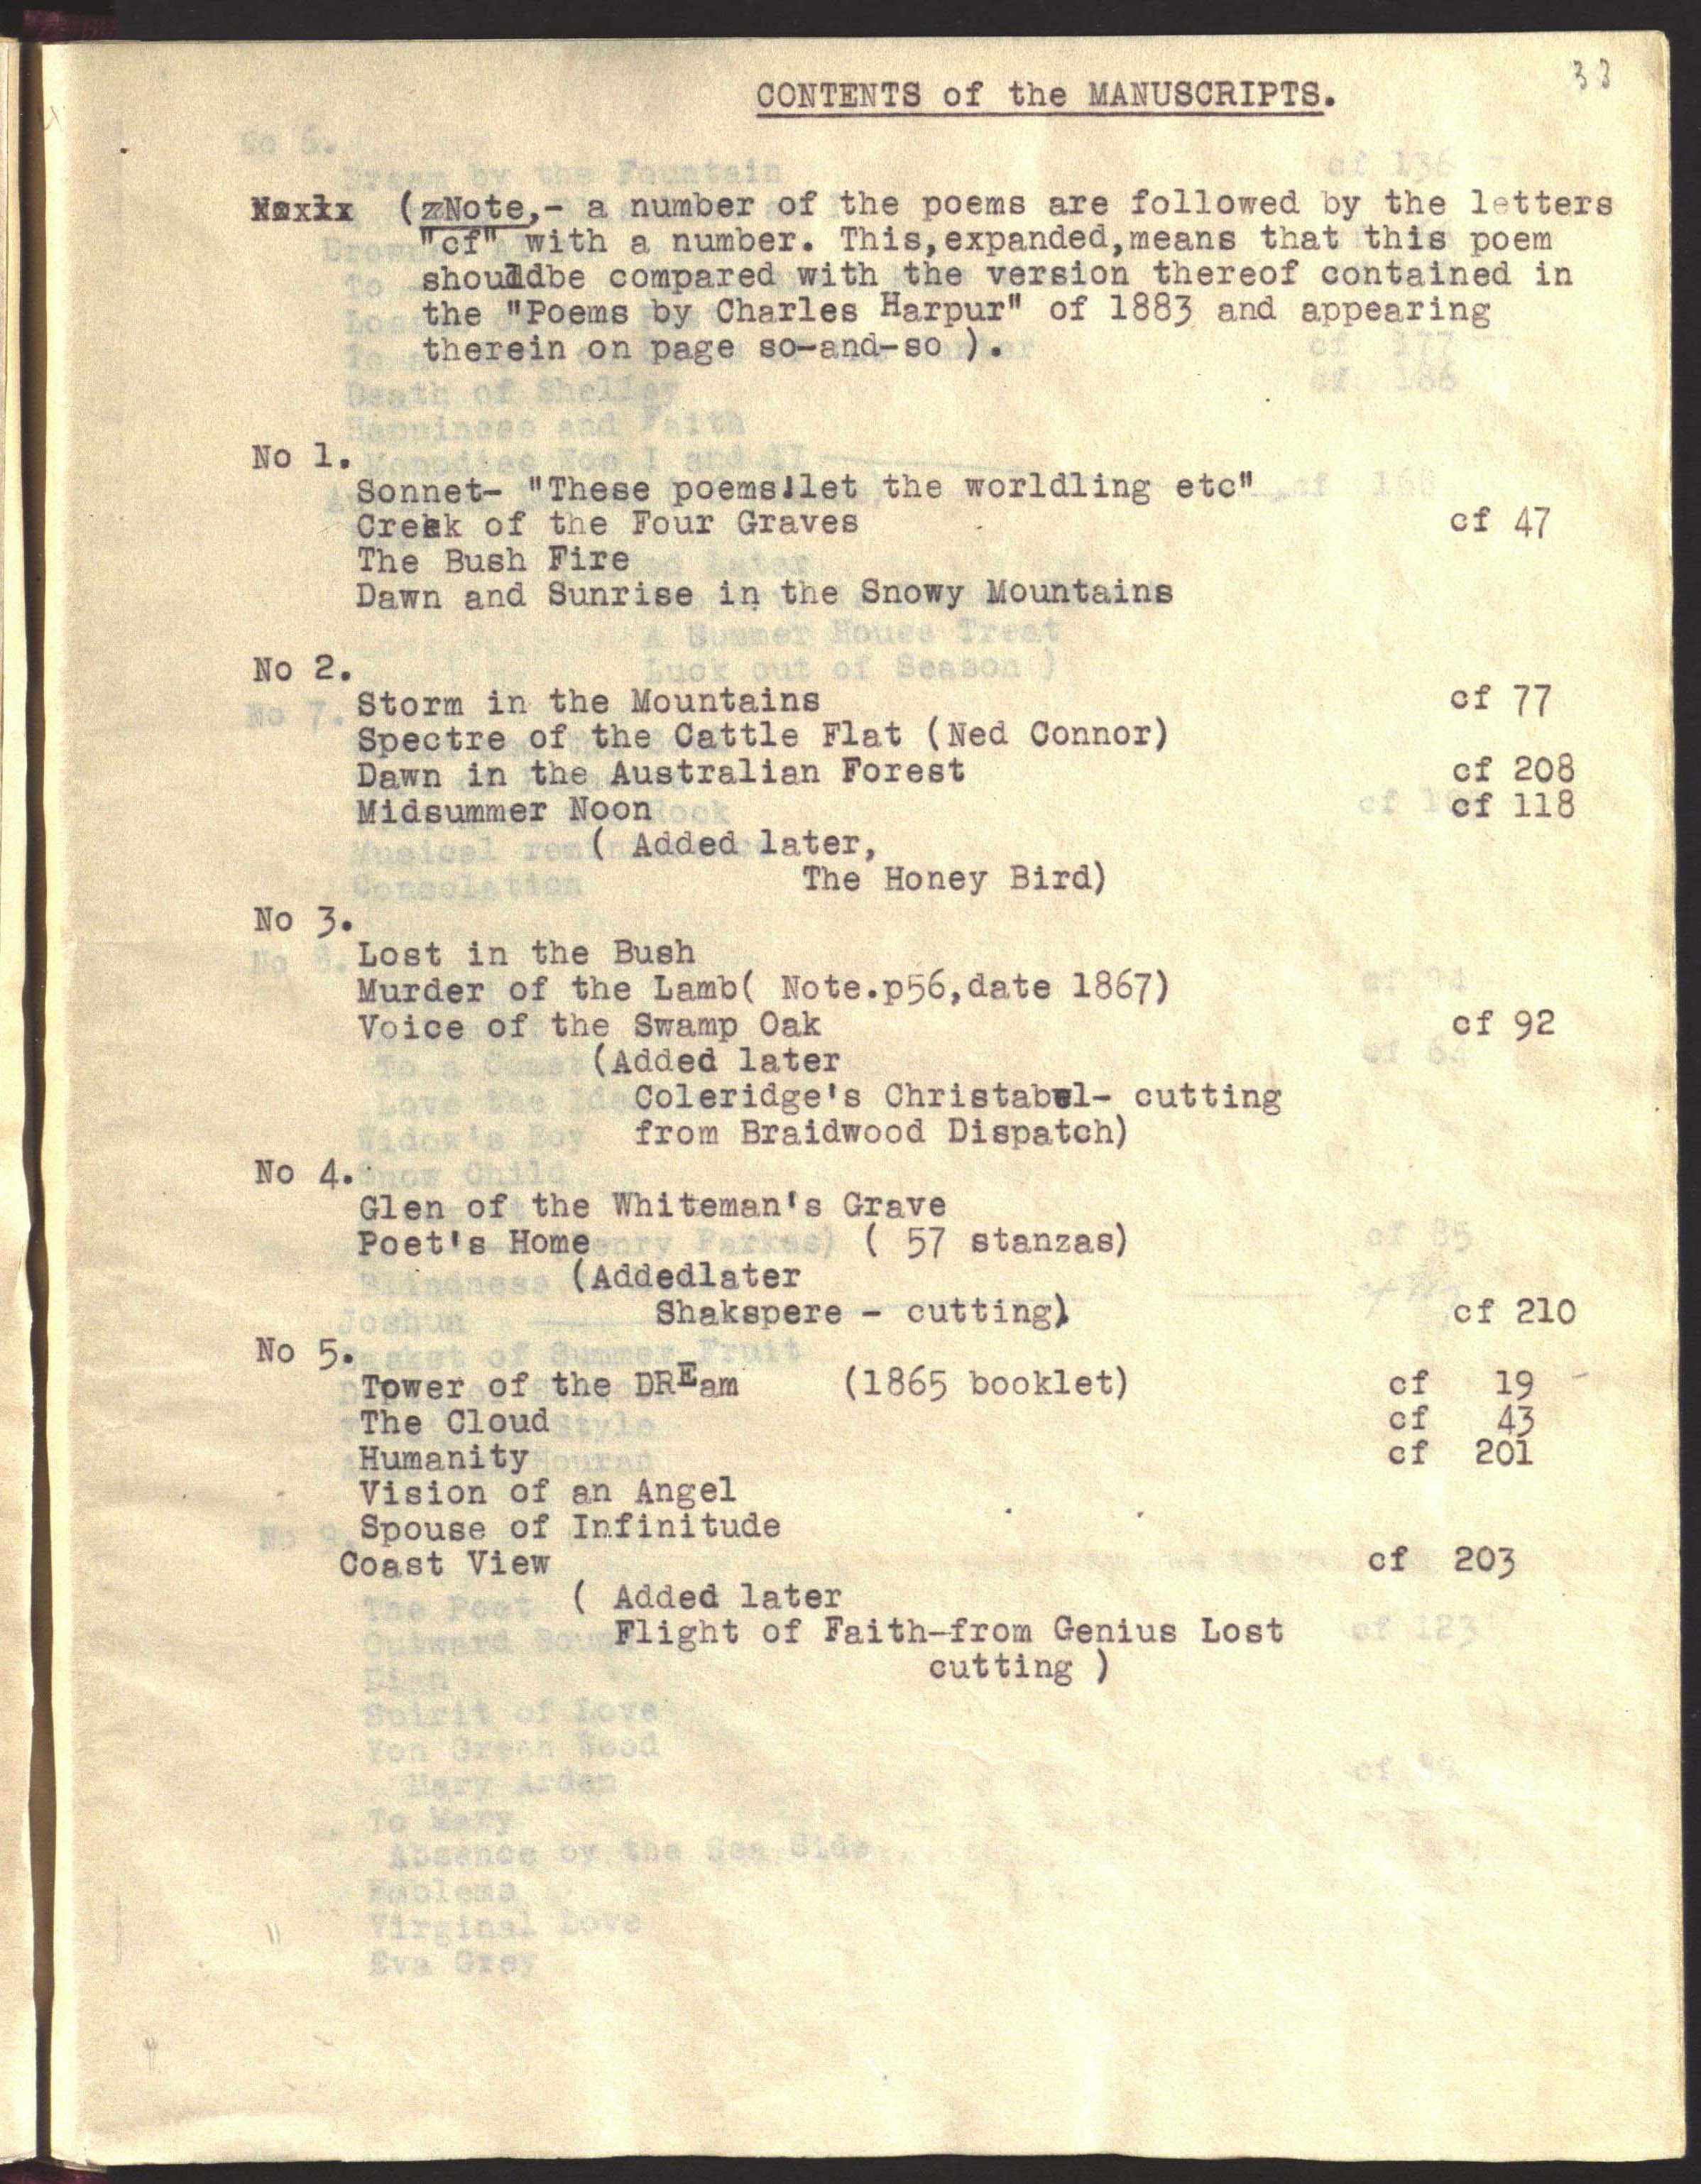 33
CONTENTS of the MANUSCRIPTS.
(zNote,- a number of the poems are followed by the letters
"cf" with a number. This,expanded,means that this poem
shouldbe compared with the version thereof contained in
the "Poems by Charles Harpur" of 1883 and appearing
therein on page so-and-so ).
No 1.
Sonnet- "These poems!let the worldling etc"
Creek of the Four Graves cf 47
The Bush Fire
Dawn and Sunrise in the Snowy Mountains
No 2.
Storm in the Mountains cf 77
Spectre of the Cattle Flat (Ned Connor)
Dawn in the Australian Forest cf 208
Midsummer Noon cf 118
( Added later,
The Honey Bird)
No 3.
Lost in the Bush
Murder of the Lamb( Note.p56,date 1867)
Voice of the Swamp Oak cf 92
(Added later
Coleridge's Christabel- cutting
from Braidwood Dispatch)
No 4.
Glen of the Whiteman's Grave
Poet's Home ( 57 stanzas)
(Addedlater
Shakspere - cutting) cf 210
No 5.
Tower of the DREam (1865 booklet) cf 19
The Cloud cf 43
Humanity cf 201
Vision of an Angel
Spouse of Infinitude
Coast View cf 203
( Added later
Flight of Faith-from Genius Lost
cutting )